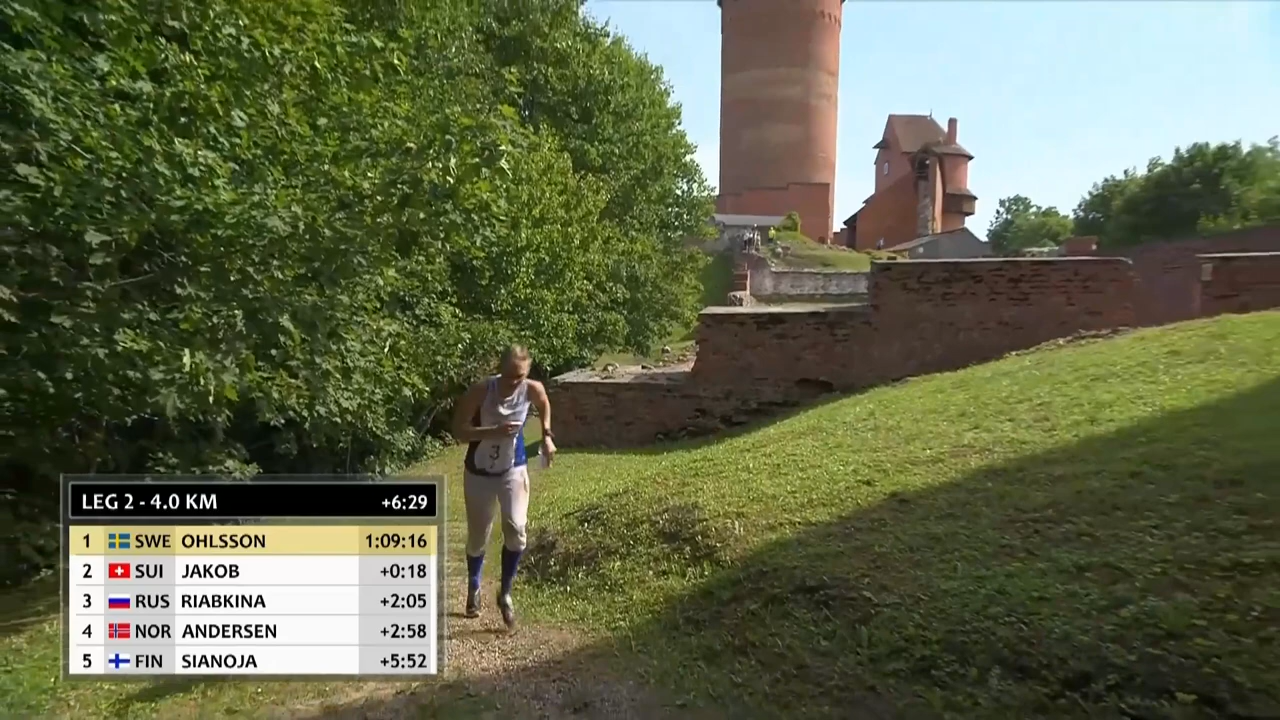 LEG 2 - 4.0 KM +6:29
1 SWE OHLSSON 1:09:16
2 SUI JAKOB +0:18
3 RUS RIABKINA +2:05
4 NOR ANDERSEN +2:58
5 FIN SIANOJA +5:52
3